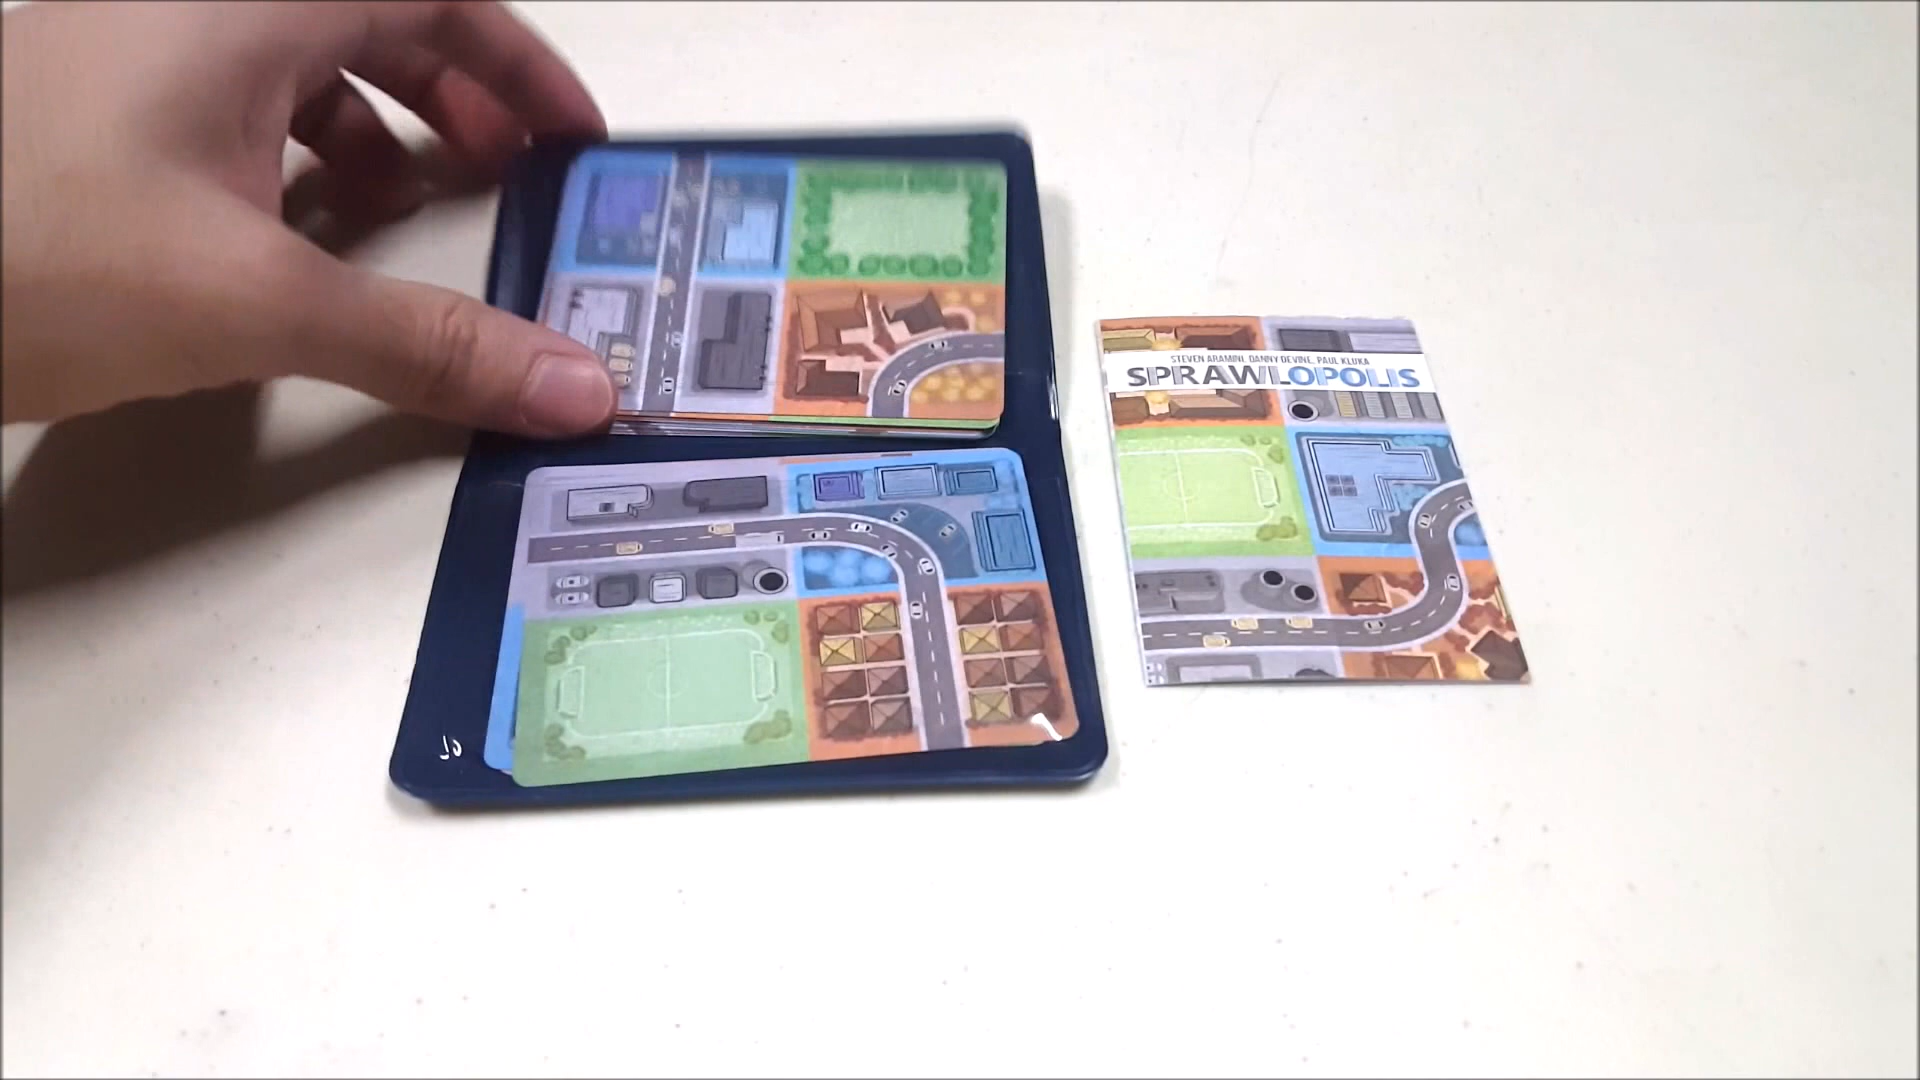 STEVEN ARAMINI, DANNY DEVINE, PAUL KLUKA
SPRAWLOPOLIS